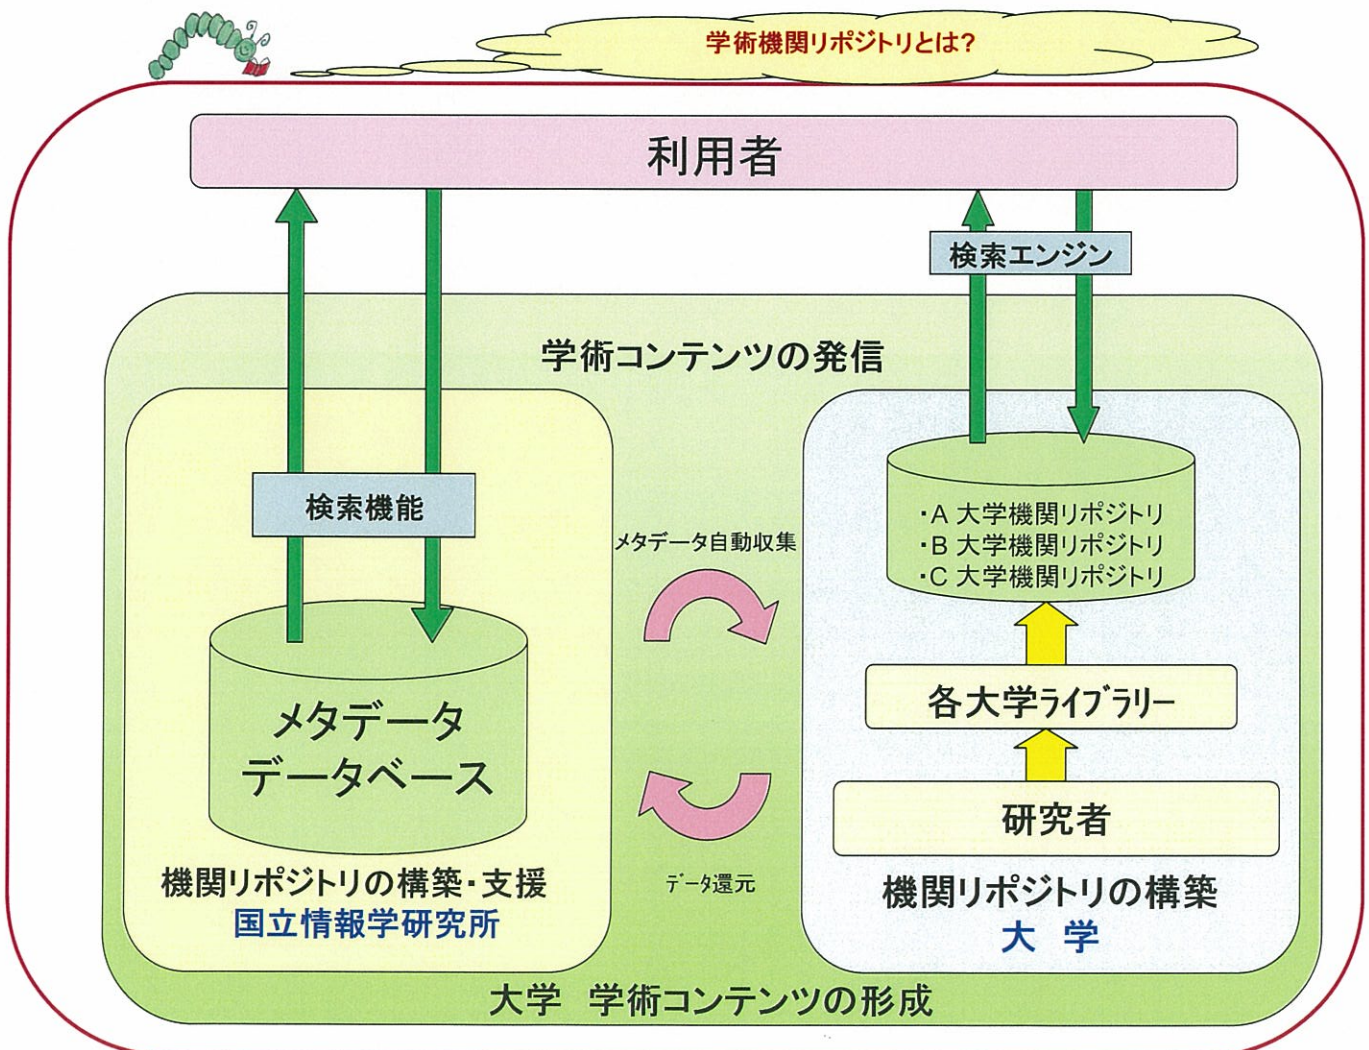 学術機関リポジトリとは?
利用者
検索エンジン
学術コンテンツの発信
検索機能
メタデータ自動収集
・A 大学機関リポジトリ
・B 大学機関リポジトリ
・C 大学機関リポジトリ
メタデータ
データベース
各大学ライブラリー
研究者
データ還元
機関リポジトリの構築・支援
国立情報学研究所
機関リポジトリの構築
大 学
大学 学術コンテンツの形成